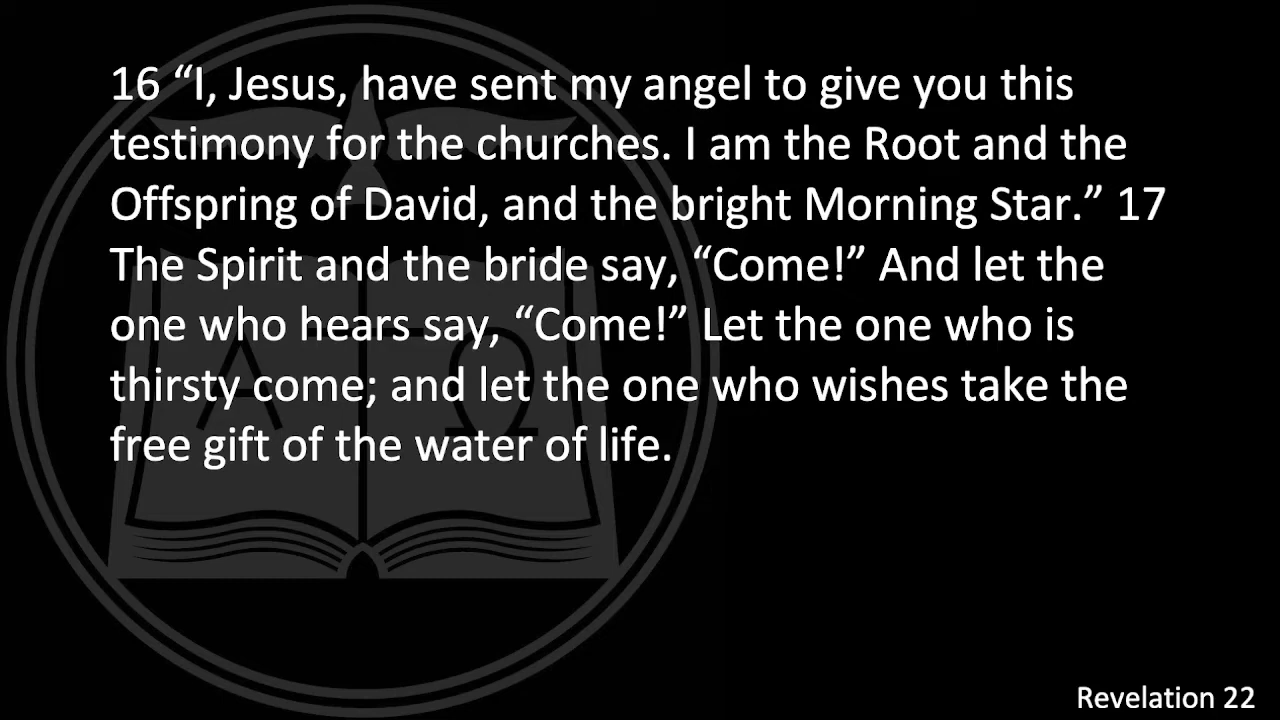 16 “I, Jesus, have sent my angel to give you this
testimony for the churches. I am the Root and the
Offspring of David, and the bright Morning Star.” 17
The Spirit and the bride say, “Come!” And let the
one who hears say, “Come!” Let the one who is
thirsty come; and let the one who wishes take the
free gift of the water of life.
Α Ω
Revelation 22